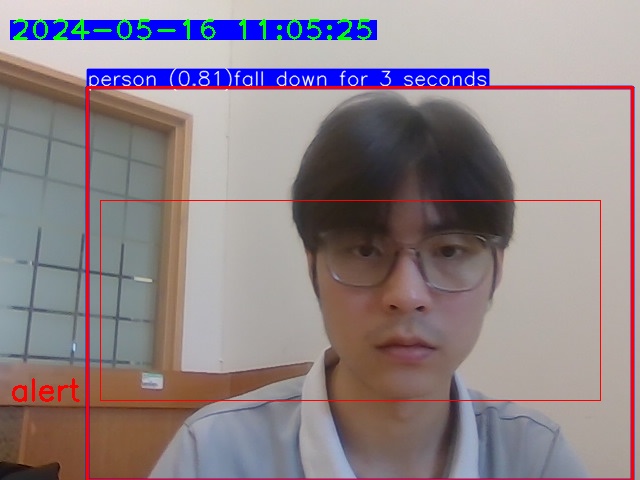 2024-05-16 11:05:25
person (0.81)fall down for 3 seconds
alert